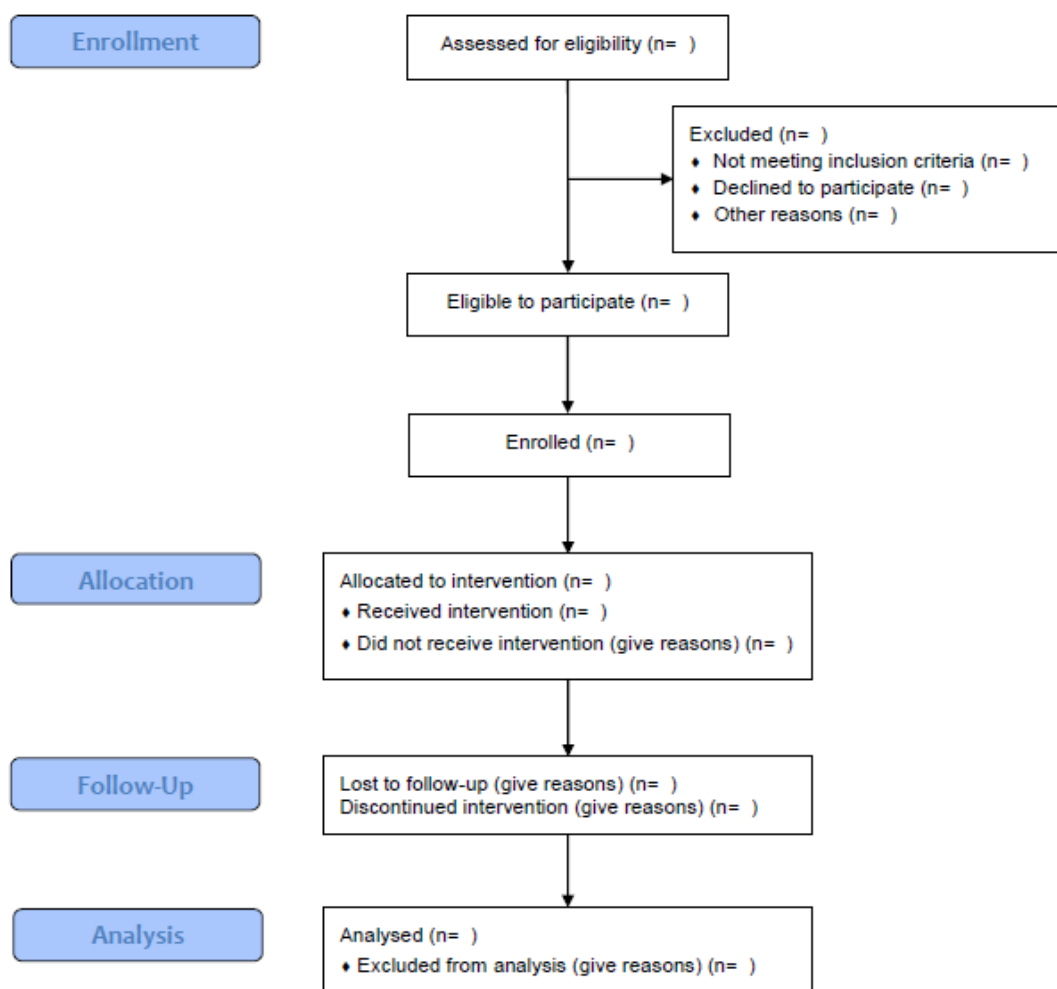 Enrollment
Assessed for eligibility (n=  )
Excluded (n=  )
♦ Not meeting inclusion criteria (n=  )
♦ Declined to participate (n=  )
♦ Other reasons (n=  )
Eligible to participate (n=  )
Enrolled (n=  )
Allocation
Allocated to intervention (n=  )
♦ Received intervention (n=  )
♦ Did not receive intervention (give reasons) (n=  )
Follow-Up
Lost to follow-up (give reasons) (n=  )
Discontinued intervention (give reasons) (n=  )
Analysis
Analysed (n=  )
♦ Excluded from analysis (give reasons) (n=  )